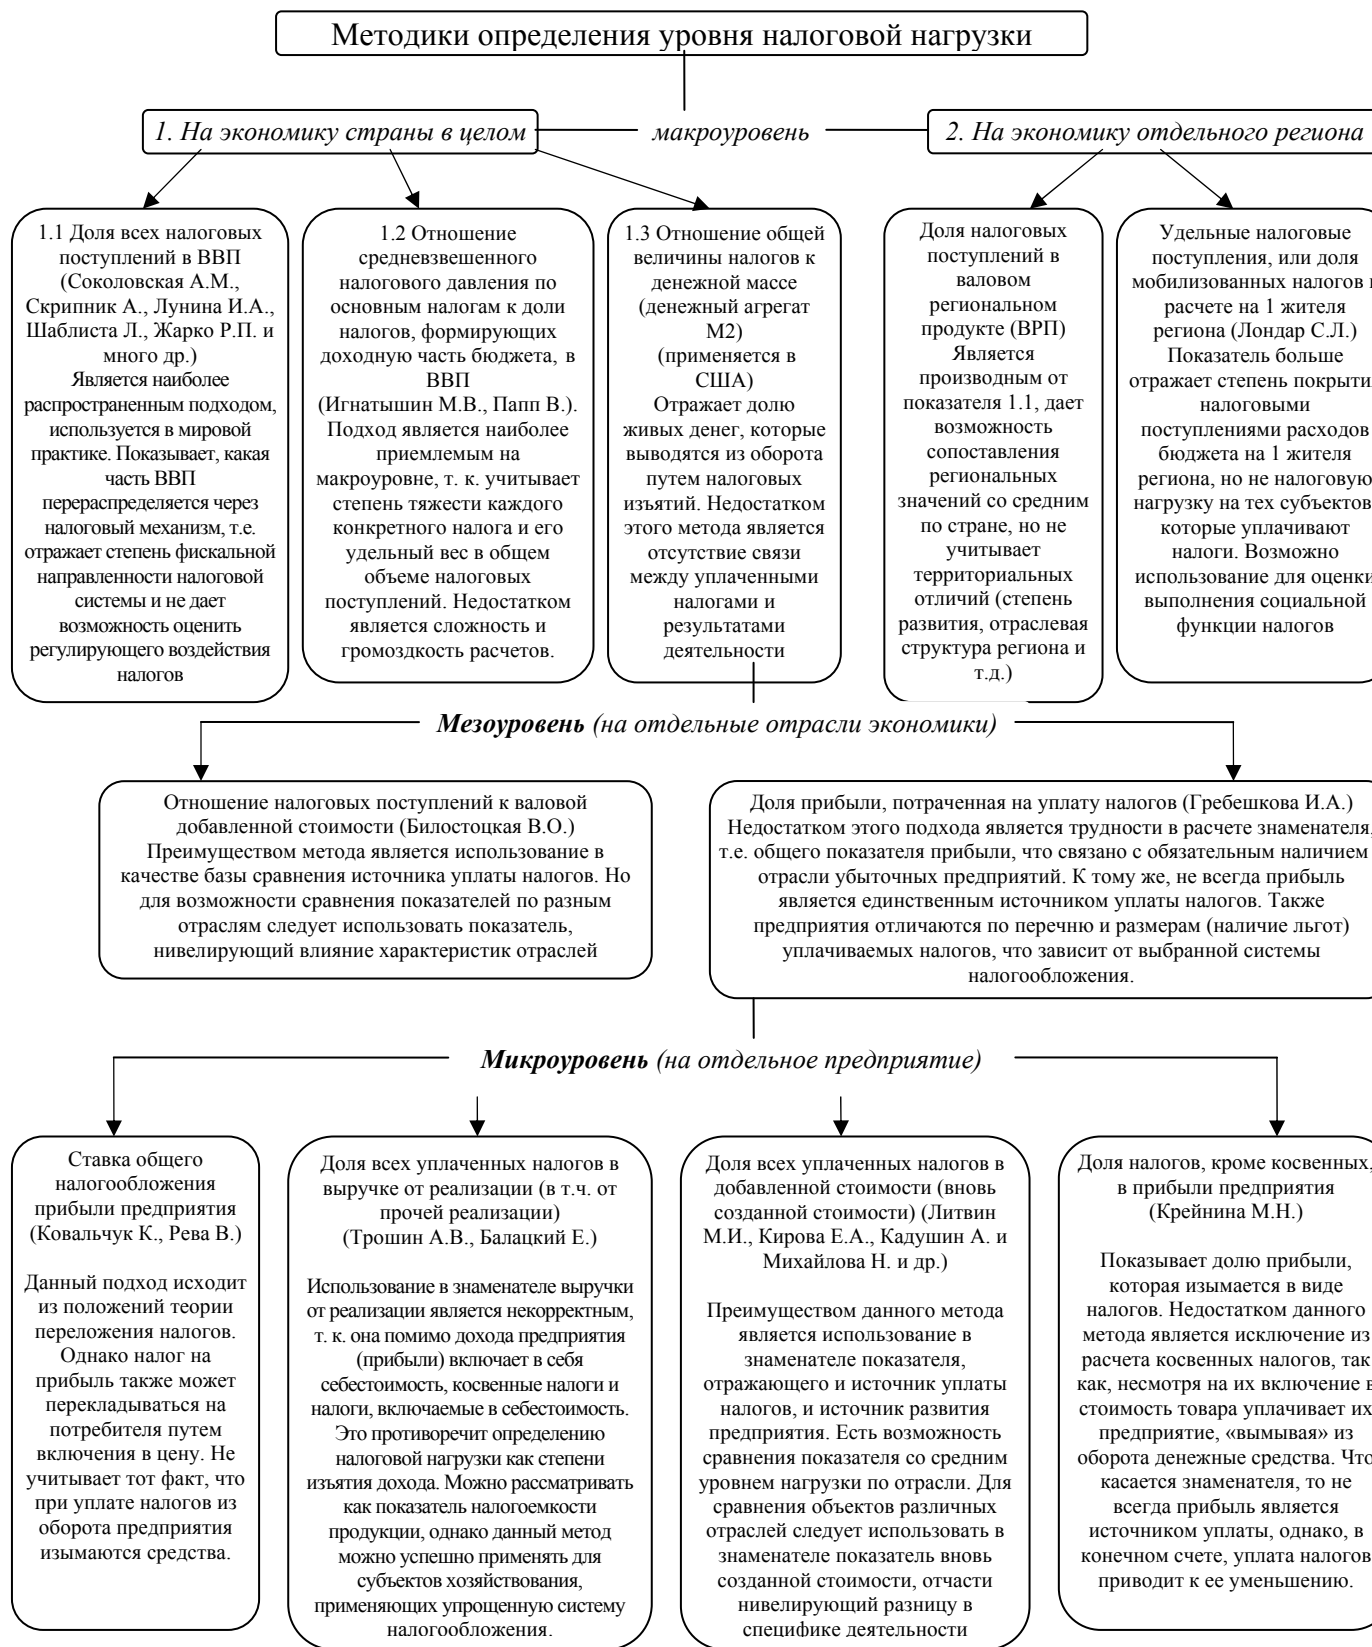 Методики определения уровня налоговой нагрузки
1. На экономику страны в целом
макроуровень
2. На экономику отдельного региона
1.1 Доля всех налоговых
поступлений в ВВП
(Соколовская А.М.,
Скрипник А., Лунина И.А.,
Шаблиста Л., Жарко Р.П. и
много др.)
Является наиболее
распространенным подходом,
используется в мировой
практике. Показывает, какая
часть ВВП
перераспределяется через
налоговый механизм, т.е.
отражает степень фискальной
направленности налоговой
системы и не дает
возможность оценить
регулирующего воздействия
налогов
1.2 Отношение
средневзвешенного
налогового давления по
основным налогам к доли
налогов, формирующих
доходную часть бюджета, в
ВВП
(Игнатышин М.В., Папп В.).
Подход является наиболее
приемлемым на
макроуровне, т. к. учитывает
степень тяжести каждого
конкретного налога и его
удельный вес в общем
объеме налоговых
поступлений. Недостатком
является сложность и
громоздкость расчетов.
1.3 Отношение общей
величины налогов к
денежной массе
(денежный агрегат
М2)
(применяется в
США)
Отражает долю
живых денег, которые
выводятся из оборота
путем налоговых
изъятий. Недостатком
этого метода является
отсутствие связи
между уплаченными
налогами и
результатами
деятельности
Доля налоговых
поступлений в
валовом
региональном
продукте (ВРП)
Является
производным от
показателя 1.1, дает
возможность
сопоставления
региональных
значений со средним
по стране, но не
учитывает
территориальных
отличий (степень
развития, отраслевая
структура региона и
т.д.)
Удельные налоговые
поступления, или доля
мобилизованных налогов
расчете на 1 жителя
региона (Лондар С.Л.)
Показатель больше
отражает степень покрыти
налоговыми
поступлениями расходов
бюджета на 1 жителя
региона, но не налоговую
нагрузку на тех субъектов
которые уплачивают
налоги. Возможно
использование для оценки
выполнения социальной
функции налогов
Мезоуровень (на отдельные отрасли экономики)
Отношение налоговых поступлений к валовой
добавленной стоимости (Билостоцкая В.О.)
Преимуществом метода является использование в
качестве базы сравнения источника уплаты налогов. Но
для возможности сравнения показателей по разным
отраслям следует использовать показатель,
нивелирующий влияние характеристик отраслей
Доля прибыли, потраченная на уплату налогов (Гребешкова И.А.)
Недостатком этого подхода является трудности в расчете знаменателя,
т.е. общего показателя прибыли, что связано с обязательным наличием
отрасли убыточных предприятий. К тому же, не всегда прибыль
является единственным источником уплаты налогов. Также
предприятия отличаются по перечню и размерам (наличие льгот)
уплачиваемых налогов, что зависит от выбранной системы
налогообложения.
Микроуровень (на отдельное предприятие)
Ставка общего
налогообложения
прибыли предприятия
(Ковальчук К., Рева В.)
Данный подход исходит
из положений теории
переложения налогов.
Однако налог на
прибыль также может
перекладываться на
потребителя путем
включения в цену. Не
учитывает тот факт, что
при уплате налогов из
оборота предприятия
изымаются средства.
Доля всех уплаченных налогов в
выручке от реализации (в т.ч. от
прочей реализации)
(Трошин А.В., Балацкий Е.)
Использование в знаменателе выручки
от реализации является некорректным,
т. к. она помимо дохода предприятия
(прибыли) включает в себя
себестоимость, косвенные налоги и
налоги, включаемые в себестоимость.
Это противоречит определению
налоговой нагрузки как степени
изъятия дохода. Можно рассматривать
как показатель налогоемкости
продукции, однако данный метод
можно успешно применять для
субъектов хозяйствования,
применяющих упрощенную систему
налогообложения.
Доля всех уплаченных налогов в
добавленной стоимости (вновь
созданной стоимости) (Литвин
М.И., Кирова Е.А., Кадушин А. и
Михайлова Н. и др.)
Преимуществом данного метода
является использование в
знаменателе показателя,
отражающего и источник уплаты
налогов, и источник развития
предприятия. Есть возможность
сравнения показателя со средним
уровнем нагрузки по отрасли. Для
сравнения объектов различных
отраслей следует использовать в
знаменателе показатель вновь
созданной стоимости, отчасти
нивелирующий разницу в
специфике деятельности
Доля налогов, кроме косвенных,
в прибыли предприятия
(Крейнина М.Н.)
Показывает долю прибыли,
которая изымается в виде
налогов. Недостатком данного
метода является исключение из
расчета косвенных налогов, так
как, несмотря на их включение в
стоимость товара уплачивает их
предприятие, «вымывая» из
оборота денежные средства. Что
касается знаменателя, то не
всегда прибыль является
источником уплаты, однако, в
конечном счете, уплата налогов
приводит к ее уменьшению.